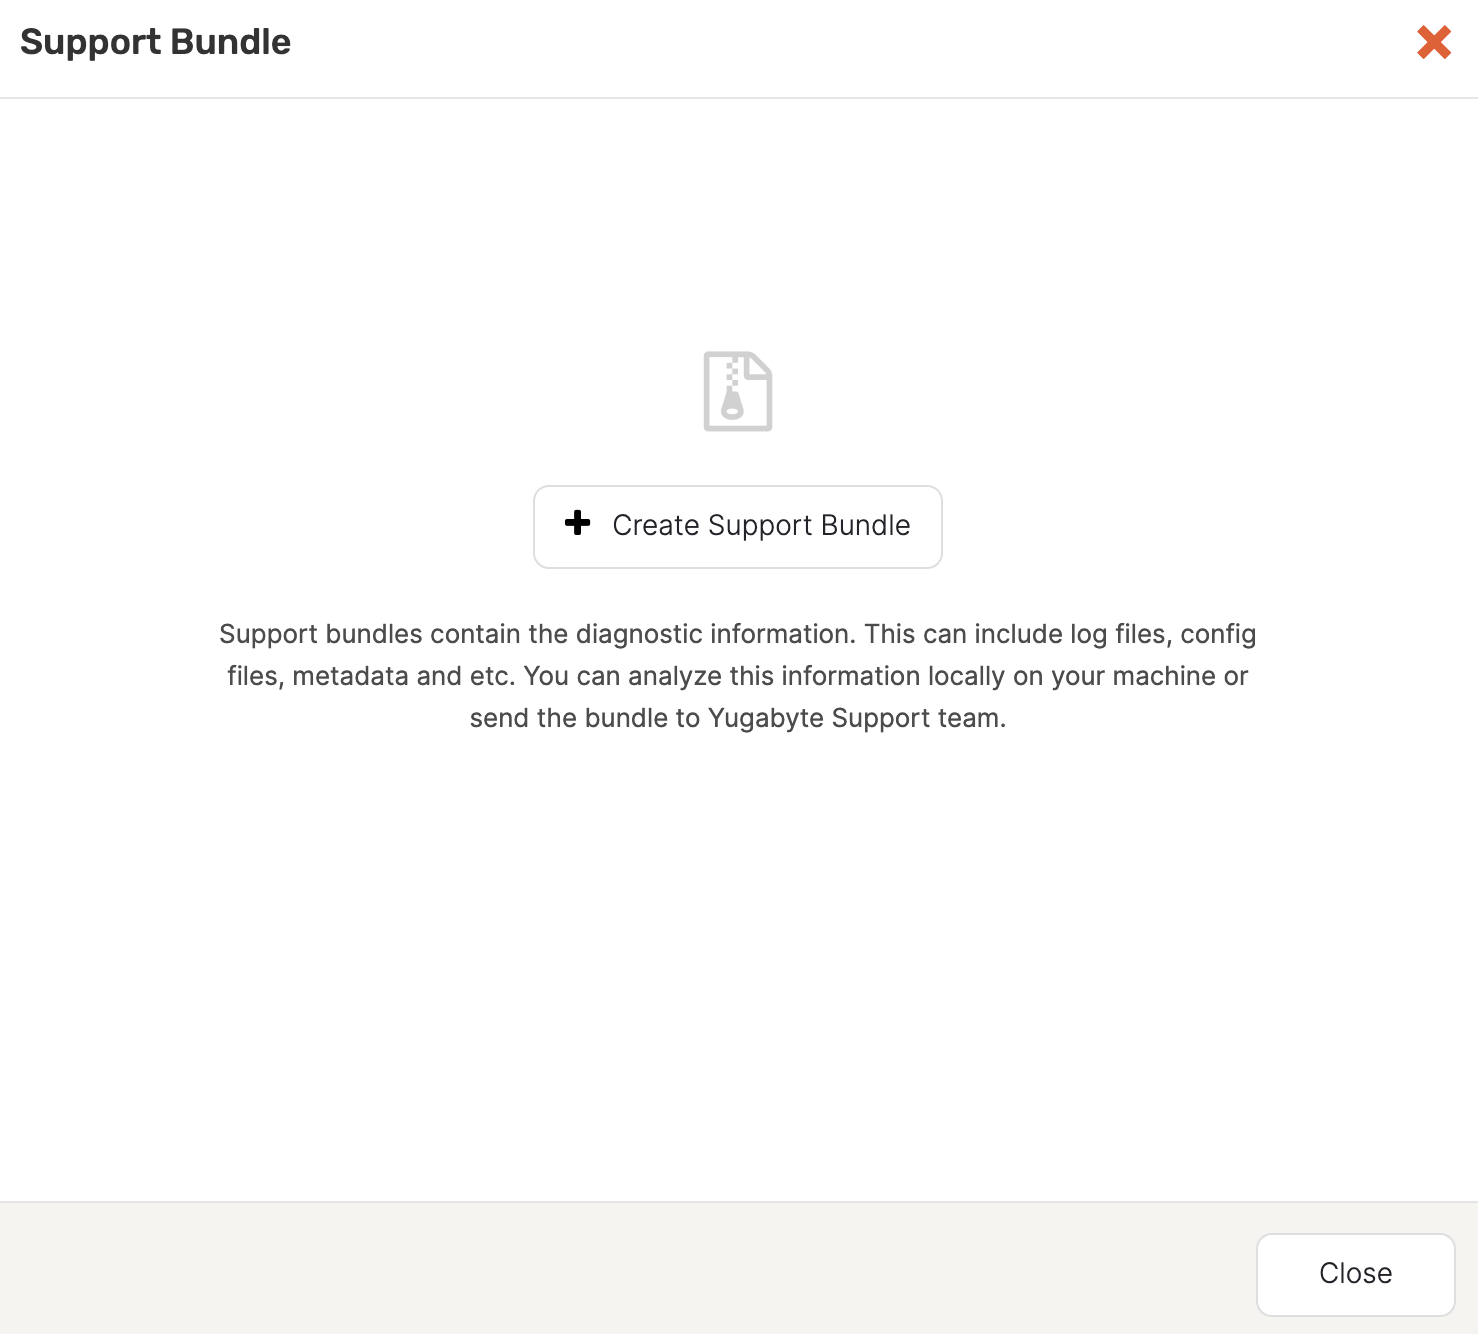 Support Bundle
Create Support Bundle
Support bundles contain the diagnostic information. This can include log files, config
files, metadata and etc. You can analyze this information locally on your machine or
send the bundle to Yugabyte Support team.
Close